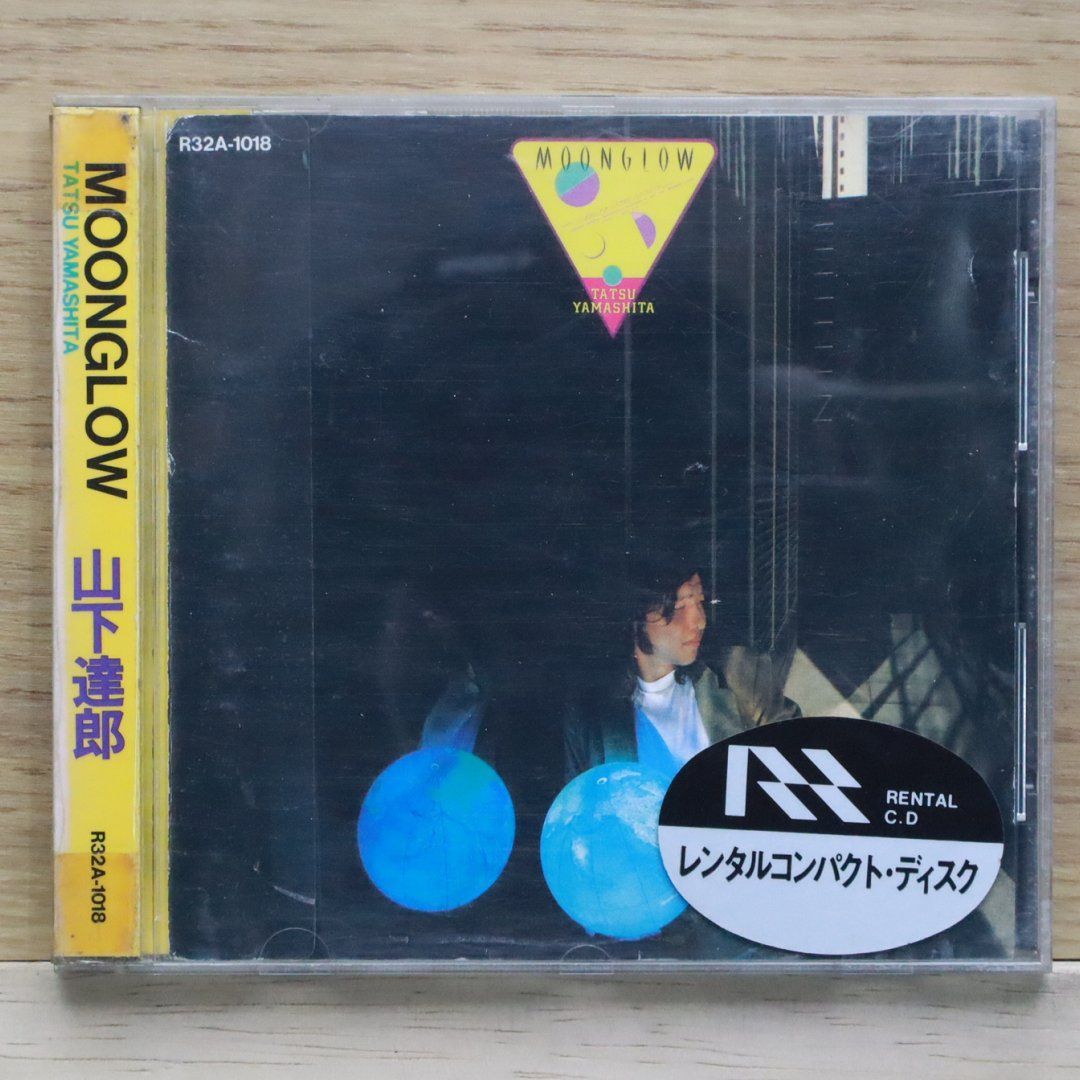 MOONGLOW
TATSU YAMASHITA
山下達郎
R32A-1018
R32A-1018
MOONGLOW
TATSU
YAMASHITA
RENTAL
C.D
レンタルコンパクト・ディスク